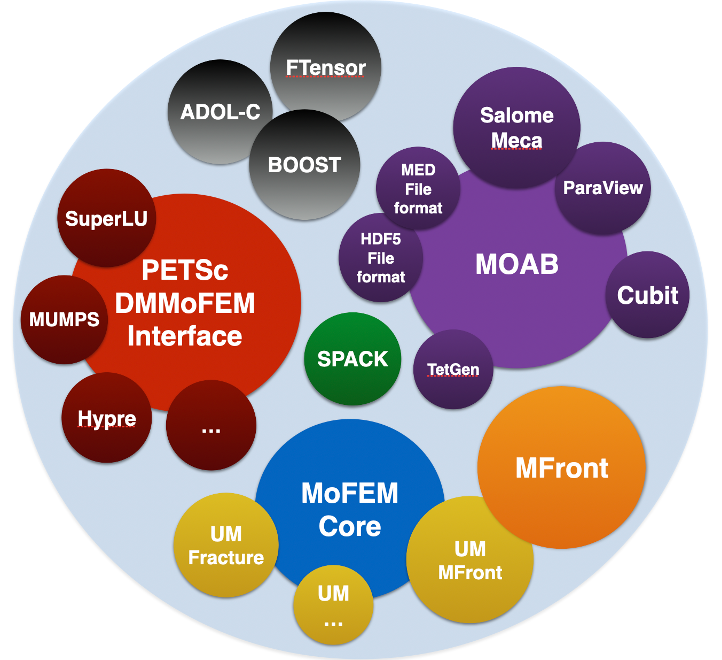 FTensor
ADOL-C
BOOST
Salome
Meca
MED
File
format
ParaView
HDF5
File
format
MOAB
Cubit
SuperLU
PETSc
DMMoFEM
Interface
MUMPS
Hypre
...
SPACK
TetGen
MoFEM
Core
MFront
UM
Fracture
UM
...
UM
MFront